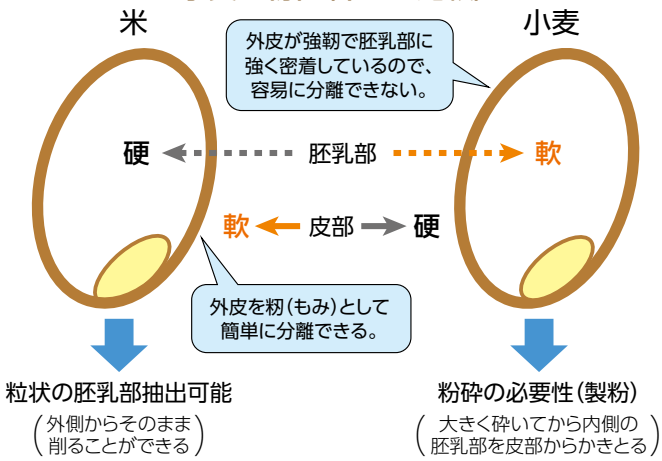 米
小麦
外皮が強靭で胚乳部に
強く密着しているので、
容易に分離できない。
硬
胚乳部
軟
軟
皮部
硬
外皮を籾(もみ)として
簡単に分離できる。
粒状の胚乳部抽出可能
(外側からそのまま
削ることができる)
粉砕の必要性(製粉)
(大きく砕いてから内側の
胚乳部を皮部からかきとる)